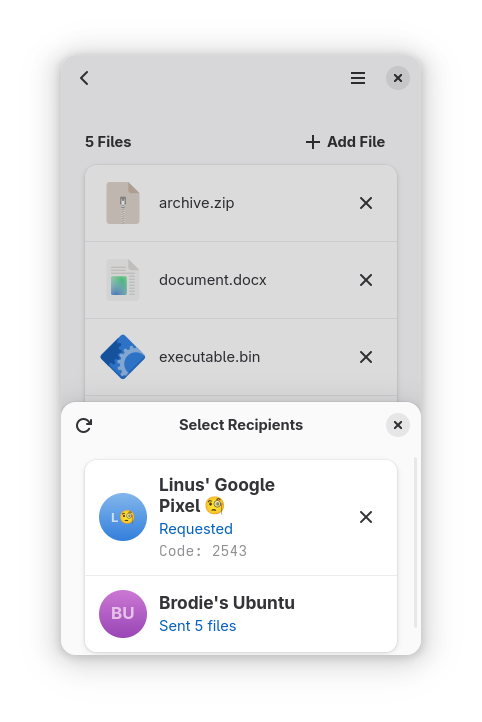 5 Files
Add File
archive.zip
document.docx
executable.bin
Select Recipients
L🧐
Linus' Google
Pixel 🧐
Requested
Code: 2543
BU
Brodie's Ubuntu
Sent 5 files